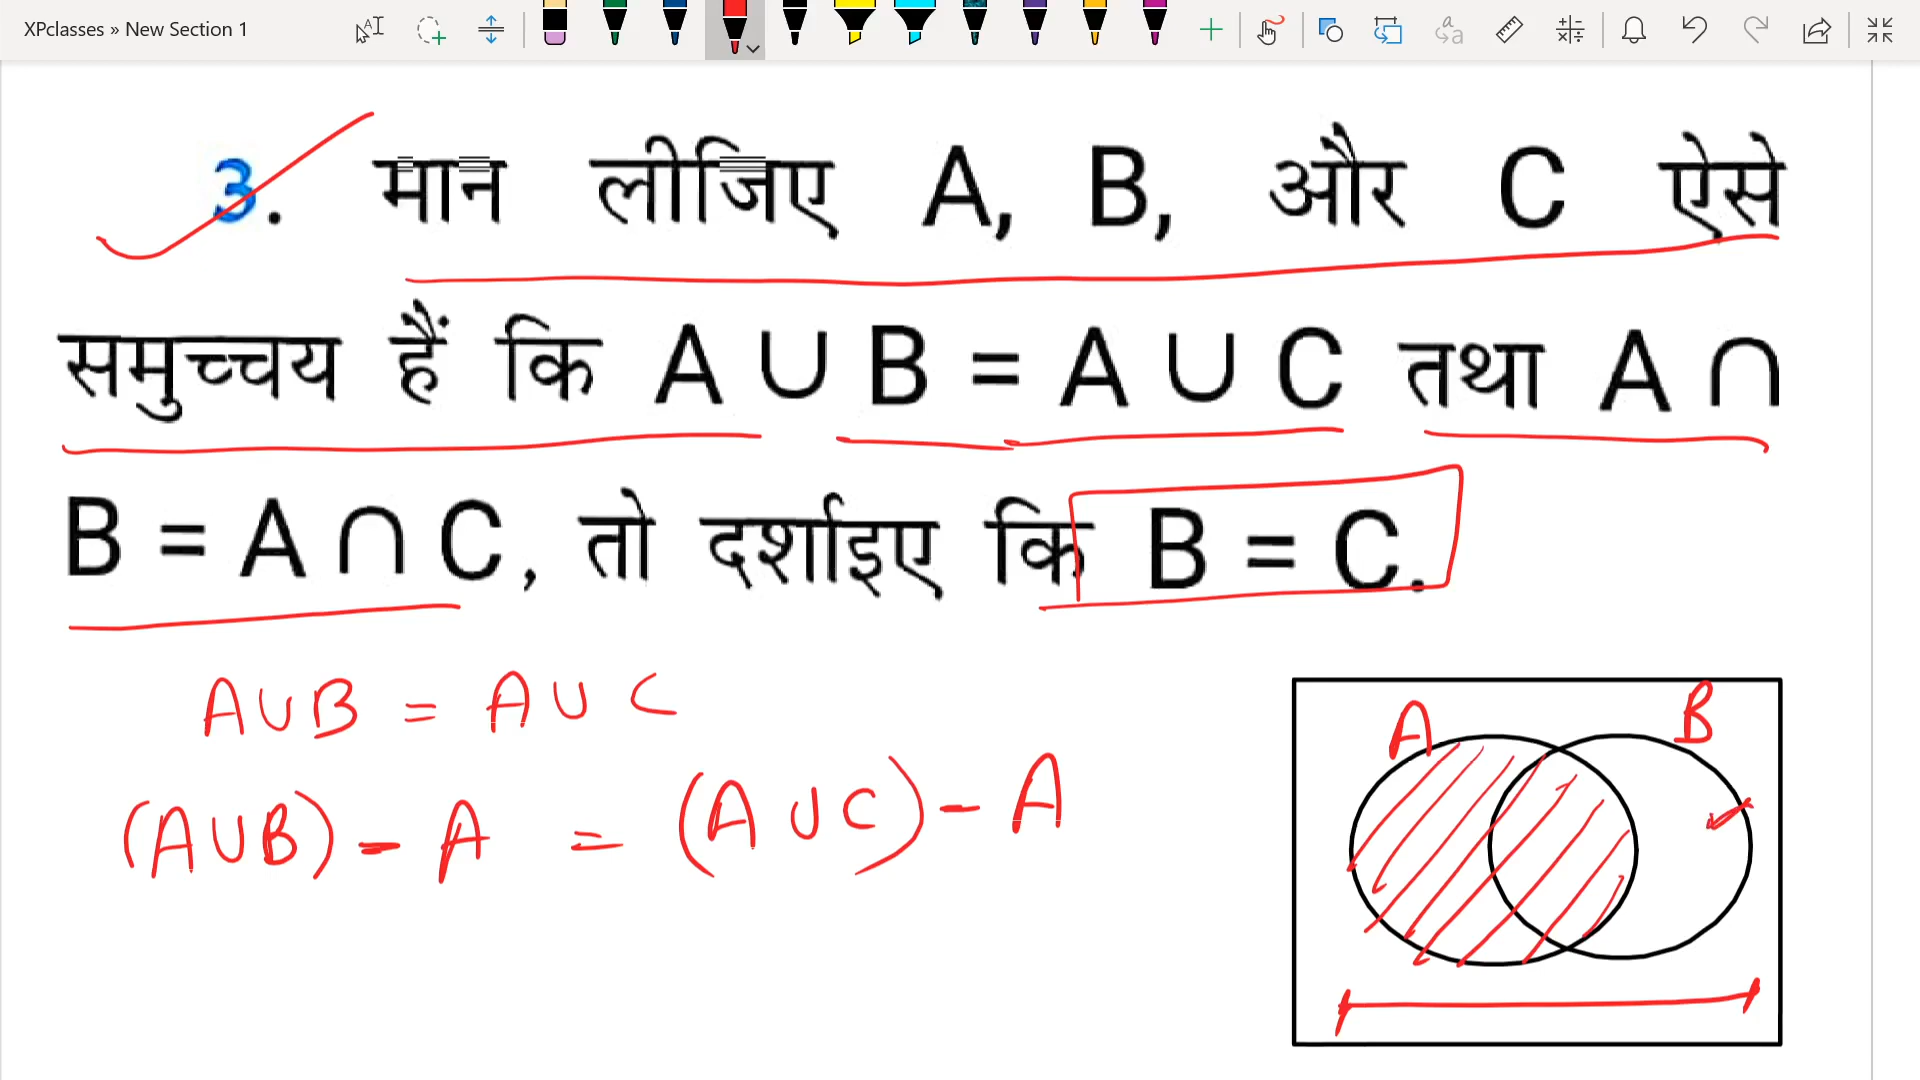 XPclasses » New Section 1
3. मान लीजिए A, B, और C ऐसे
समुच्चय हैं कि A ∪ B = A ∪ C तथा A ∩
B = A ∩ C, तो दर्शाइए कि B = C.
A∪B = A∪C
(A∪B) - A = (A∪C) - A
A B